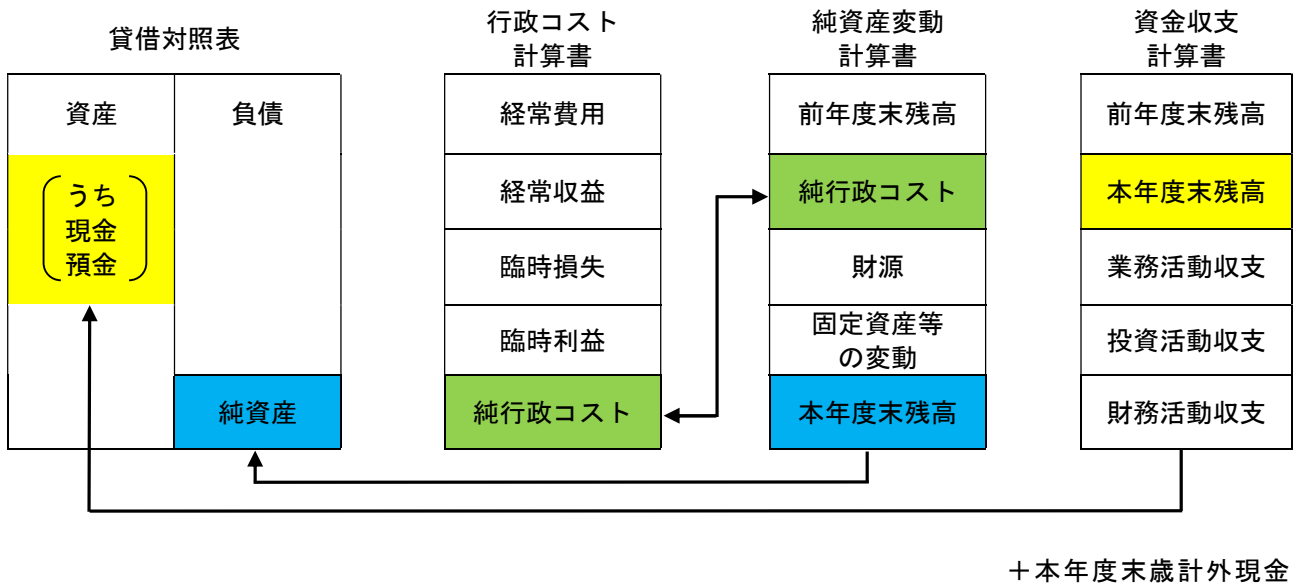 貸借対照表
資産
負債
うち
現金
預金
純資産
行政コスト
計算書
経常費用
経常収益
臨時損失
臨時利益
純行政コスト
純資産変動
計算書
前年度末残高
純行政コスト
財源
固定資産等
の変動
本年度末残高
資金収支
計算書
前年度末残高
本年度末残高
業務活動収支
投資活動収支
財務活動収支
＋本年度末歳計外現金